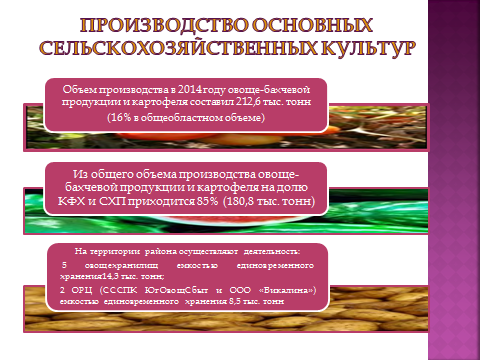 ПРОИЗВОДСТВО ОСНОВНЫХ
СЕЛЬСКОХОЗЯЙСТВЕННЫХ КУЛЬТУР
Объем производства в 2014 году овоще-бахчевой
продукции и картофеля составил 212,6 тыс. тонн
(16% в общеобластном объеме)
Из общего объема производства овоще-
бахчевой продукции и картофеля на долю
КФХ и СХП приходится 85% (180,8 тыс. тонн)
На территории района осуществляют деятельность:
5 овощехранилищ емкостью единовременного
хранения14,3 тыс. тонн;
2 ОРЦ (СССПК ЮгОвощСбыт и ООО «Викалина»)
емкостью единовременного хранения 8,5 тыс. тонн